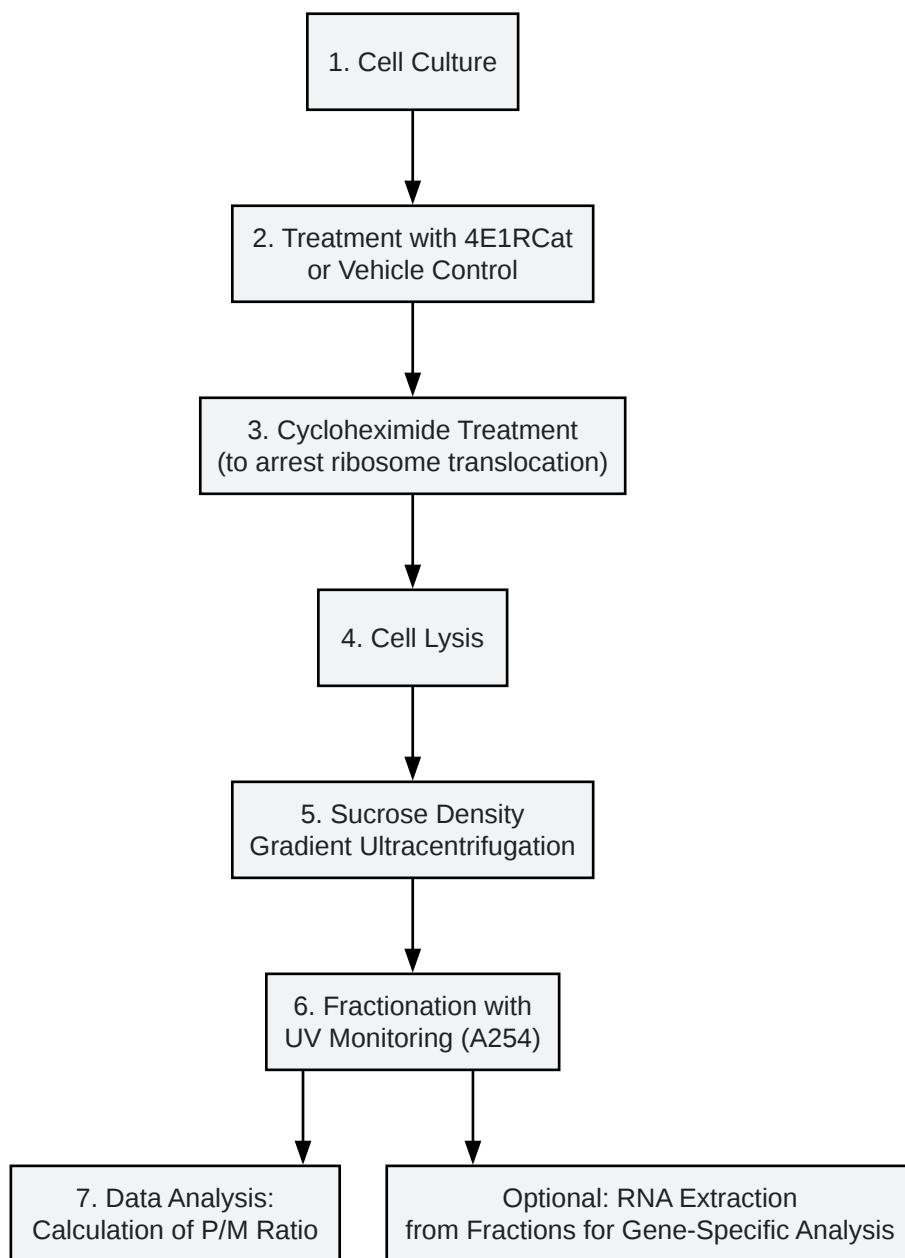 1. Cell Culture
2. Treatment with 4E1RCat
or Vehicle Control
3. Cycloheximide Treatment
(to arrest ribosome translocation)
4. Cell Lysis
5. Sucrose Density
Gradient Ultracentrifugation
6. Fractionation with
UV Monitoring (A254)
7. Data Analysis:
Calculation of P/M Ratio
Optional: RNA Extraction
from Fractions for Gene-Specific Analysis